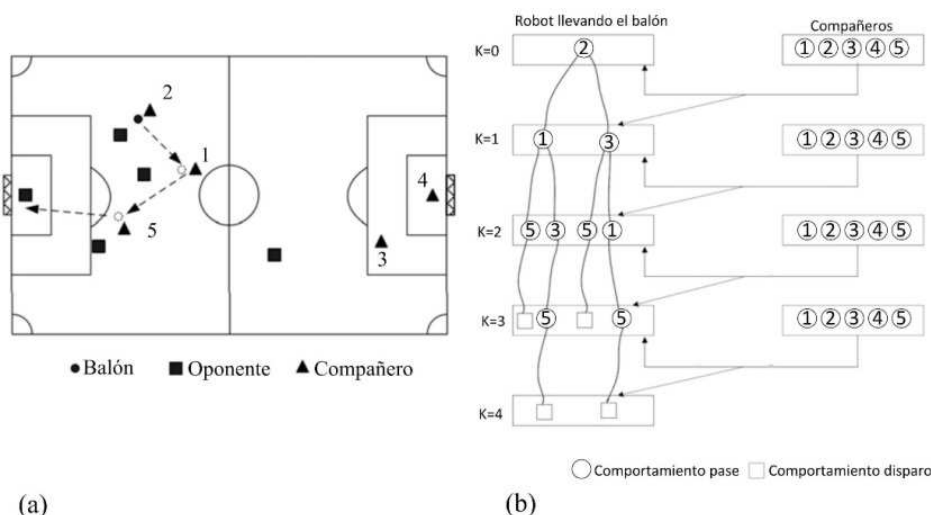 2
1
4
5
3
Balón Oponente Compañero
(a)
Robot llevando el balón Compañeros
K=0 2 1 2 3 4 5
K=1 1 3 1 2 3 4 5
K=2 5 3 5 1 1 2 3 4 5
K=3 5 5 1 2 3 4 5
K=4
Comportamiento pase Comportamiento disparo
(b)